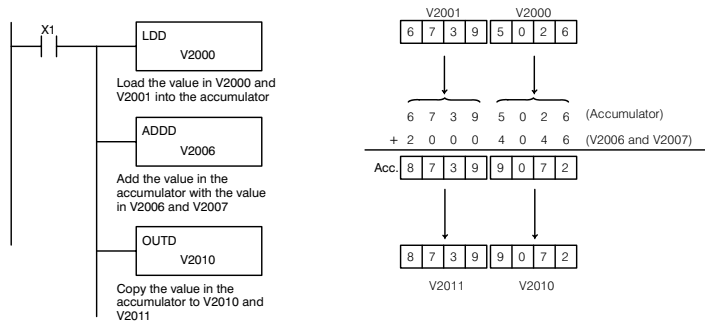 X1
LDD
V2000
Load the value in V2000 and
V2001 into the accumulator
ADDD
V2006
Add the value in the
accumulator with the value
in V2006 and V2007
OUTD
V2010
Copy the value in the
accumulator to V2010 and
V2011
V2001 V2000
6 7 3 9 5 0 2 6
6 7 3 9 5 0 2 6 (Accumulator)
+ 2 0 0 0 4 0 4 6 (V2006 and V2007)
Acc. 8 7 3 9 9 0 7 2
8 7 3 9 9 0 7 2
V2011 V2010